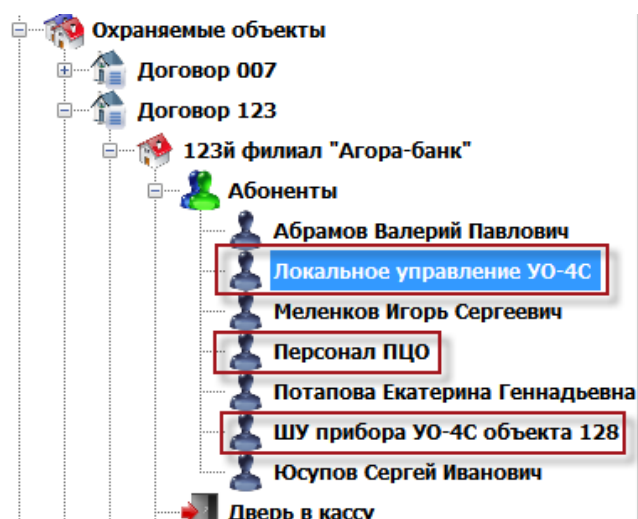 Охраняемые объекты
Договор 007
Договор 123
123й филиал "Агора-банк"
Абоненты
Абрамов Валерий Павлович
Локальное управление УО-4С
Меленков Игорь Сергеевич
Персонал ПЦО
Потапова Екатерина Геннадьевна
ШУ прибора УО-4С объекта 128
Юсупов Сергей Иванович
Дверь в кассу